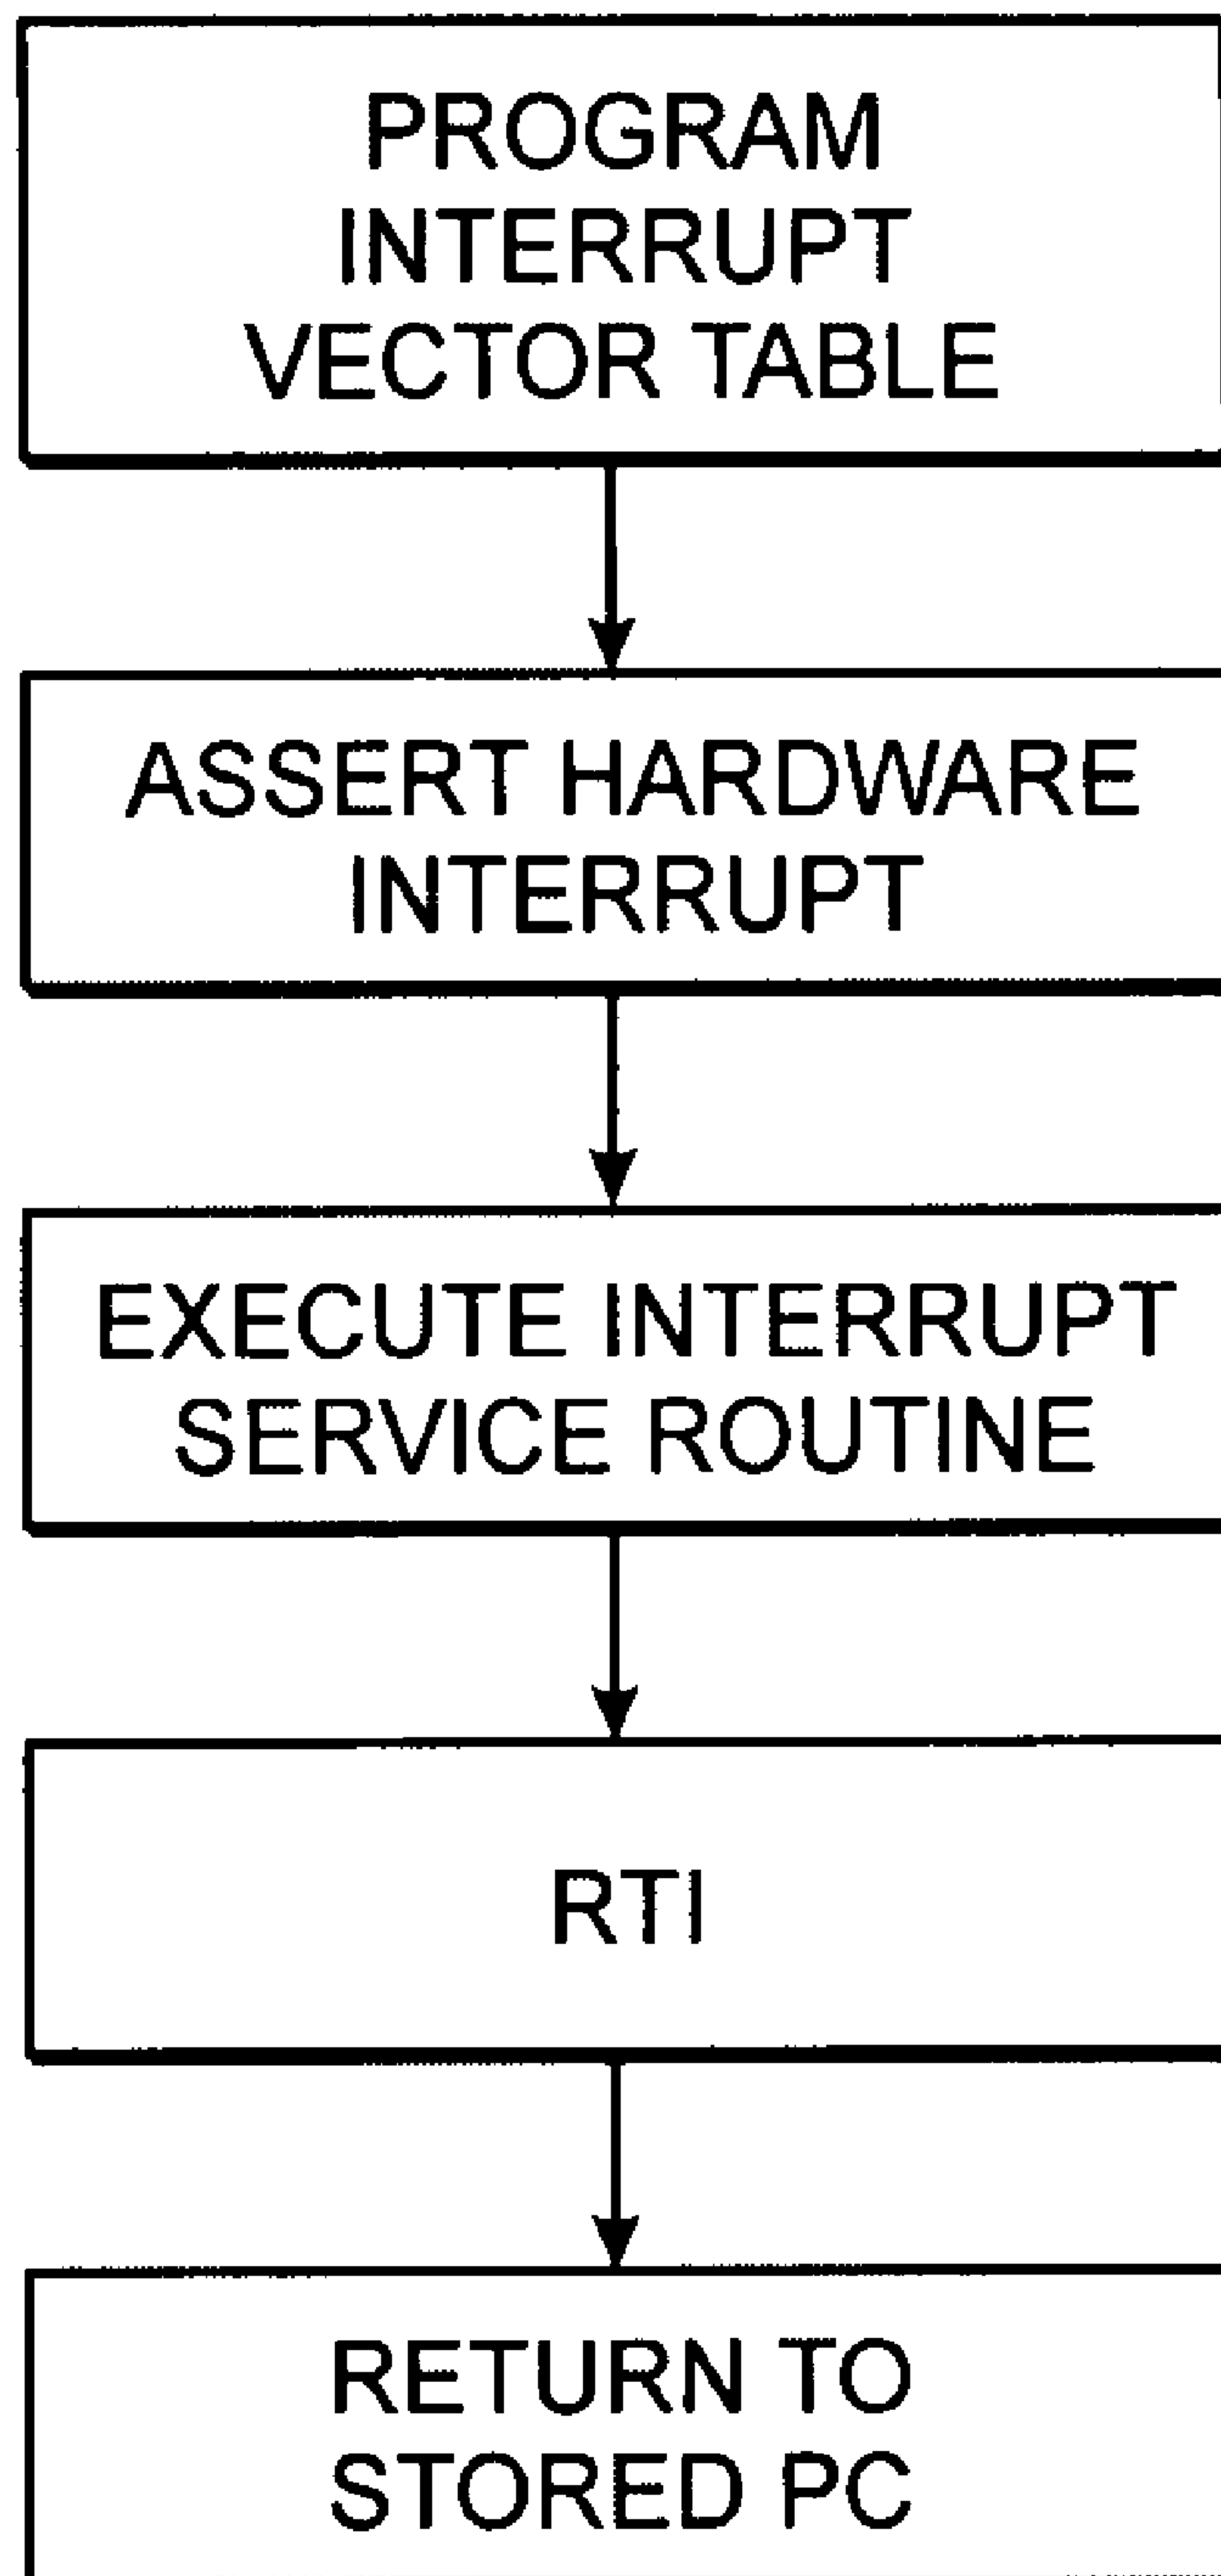 PROGRAM
INTERRUPT
VECTOR TABLE
ASSERT HARDWARE
INTERRUPT
EXECUTE INTERRUPT
SERVICE ROUTINE
RTI
RETURN TO
STORED PC